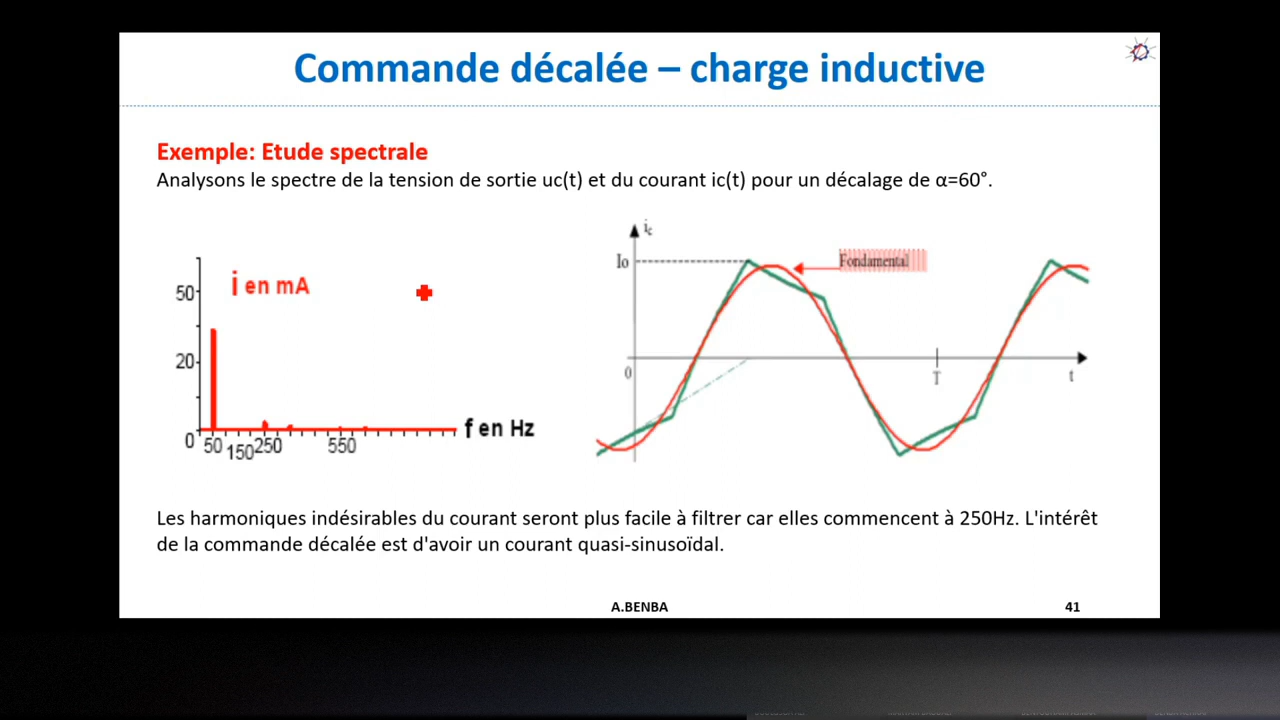 Commande décalée – charge inductive
Exemple: Etude spectrale
Analysons le spectre de la tension de sortie uc(t) et du courant ic(t) pour un décalage de α=60°.
i en mA
50
20
0
50
150
250
550
f en Hz
ic
Io
Fondamental
0
T
t
Les harmoniques indésirables du courant seront plus facile à filtrer car elles commencent à 250Hz. L'intérêt
de la commande décalée est d'avoir un courant quasi-sinusoïdal.
A.BENBA
41